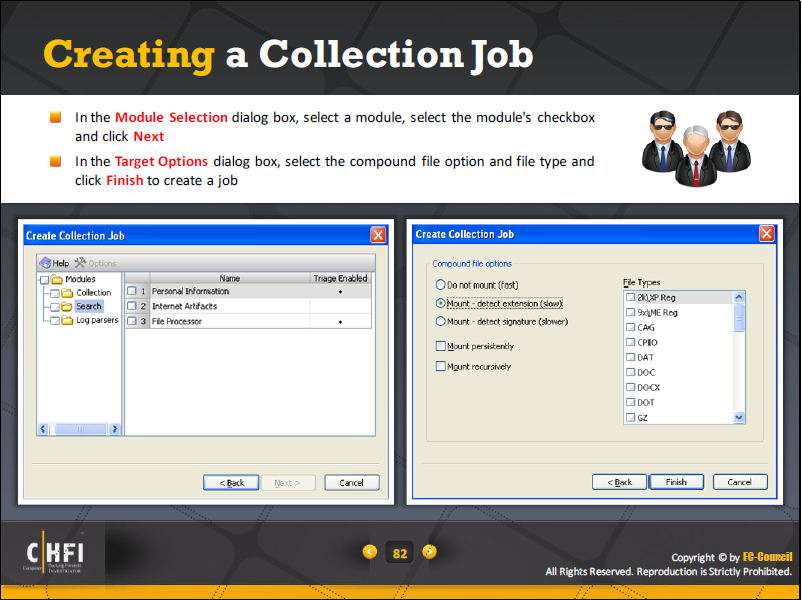 Creating a Collection Job
In the Module Selection dialog box, select a module, select the module's checkbox
and click Next
In the Target Options dialog box, select the compound file option and file type and
click Finish to create a job
Create Collection Job
Help Options
Modules
Collection
Search
Log parsers
Name Triage Enabled
1 Personal Information •
2 Internet Artifacts
3 File Processor •
< Back Next > Cancel
Create Collection Job
Compound file options
Do not mount (fast)
Mount - detect extension (slow)
Mount - detect signature (slower)
Mount persistently
Mount recursively
File Types
2k\XP Reg
9x\ME Reg
CAG
CPIO
DAT
DOC
DOCX
DOT
GZ
< Back Finish Cancel
CHFI
Computer Hacking Forensic
INVESTIGATOR
82
Copyright © by EC-Council
All Rights Reserved. Reproduction is Strictly Prohibited.